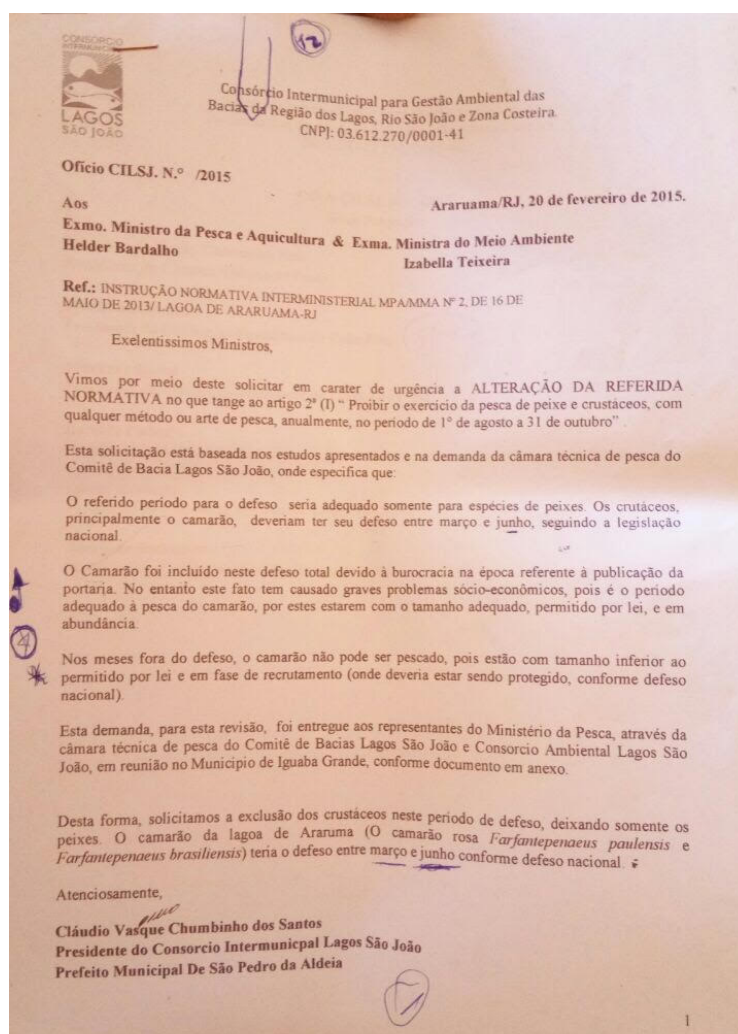 CONSÓRCIO
INTERMUNICIPAL
LAGOS
SÃO JOÃO
12
Consórcio Intermunicipal para Gestão Ambiental das
Bacias da Região dos Lagos, Rio São João e Zona Costeira.
CNPJ: 03.612.270/0001-41
Ofício CILSJ. N.º /2015
Araruama/RJ, 20 de fevereiro de 2015.
Aos
Exmo. Ministro da Pesca e Aquicultura & Exma. Ministra do Meio Ambiente
Helder Bardalho Izabella Teixeira
Ref.: INSTRUÇÃO NORMATIVA INTERMINISTERIAL MPA/MMA Nº 2, DE 16 DE
MAIO DE 2013/ LAGOA DE ARARUAMA-RJ
Exelentissimos Ministros,
Vimos por meio deste solicitar em carater de urgência a ALTERAÇÃO DA REFERIDA
NORMATIVA no que tange ao artigo 2ª (I) “ Proibir o exercicio da pesca de peixe e crustáceos, com
qualquer método ou arte de pesca, anualmente, no periodo de 1° de agosto a 31 de outubro”
Esta solicitação está baseada nos estudos apresentados e na demanda da câmara técnica de pesca do
Comitê de Bacia Lagos São João, onde especifica que:
O referido periodo para o defeso seria adequado somente para espécies de peixes. Os crutáceos,
principalmente o camarão, deveriam ter seu defeso entre março e junho, seguindo a legislação
nacional.
O Camarão foi incluido neste defeso total devido à burocracia na época referente à publicação da
portaria. No entanto este fato tem causado graves problemas sócio-econômicos, pois é o periodo
adequado à pesca do camarão, por estes estarem com o tamanho adequado, permitido por lei, e em
abundância.
4
Nos meses fora do defeso, o camarão não pode ser pescado, pois estão com tamanho inferior ao
permitido por lei e em fase de recrutamento (onde deveria estar sendo protegido, conforme defeso
nacional).
Esta demanda, para esta revisão, foi entregue aos representantes do Ministério da Pesca, através da
câmara técnica de pesca do Comitê de Bacias Lagos São João e Consorcio Ambiental Lagos São
João, em reunião no Municipio de Iguaba Grande, conforme documento em anexo.
Desta forma, solicitamos a exclusão dos crustáceos neste periodo de defeso, deixando somente os
peixes. O camarão da lagoa de Araruma (O camarão rosa Farfantepenaeus paulensis e
Farfantepenaeus brasiliensis) teria o defeso entre março e junho conforme defeso nacional.
Atenciosamente,
Cláudio Vasque Chumbinho dos Santos
Presidente do Consorcio Intermunicpal Lagos São João
Prefeito Municipal De São Pedro da Aldeia
1